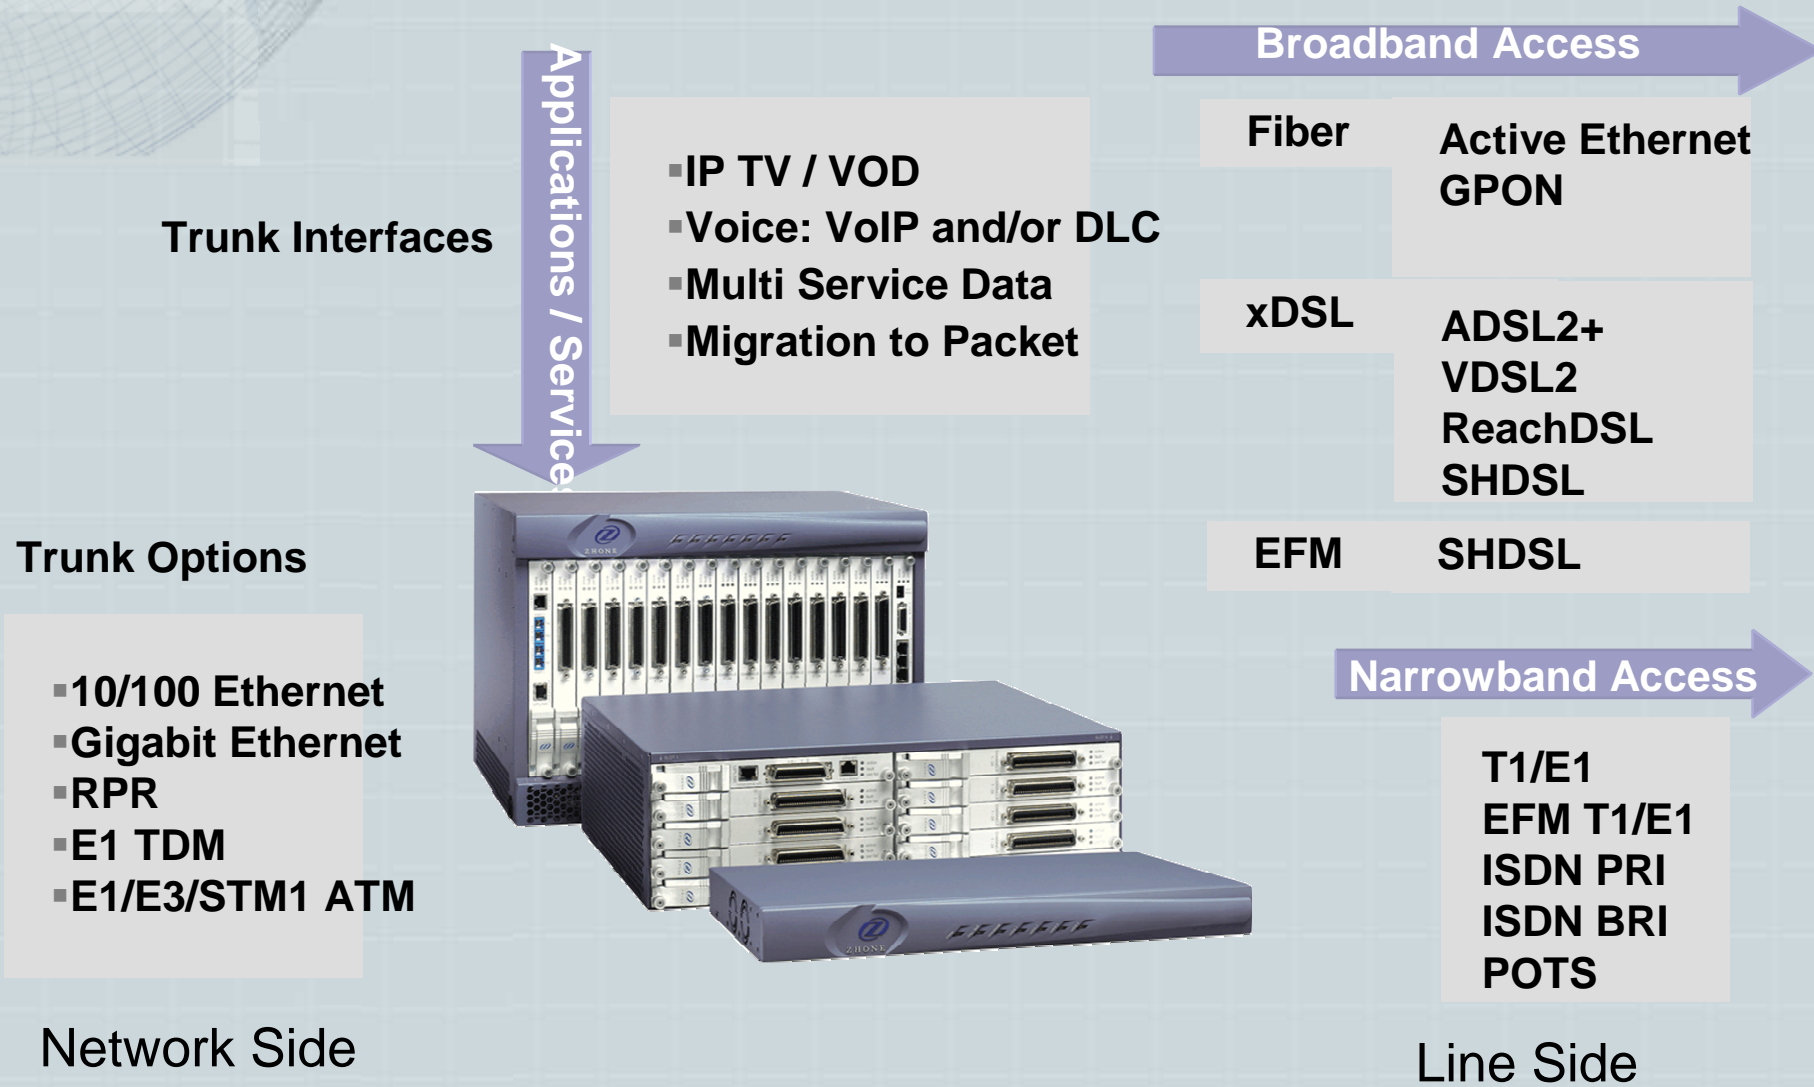 Broadband Access
Applications / Service
Fiber
Active Ethernet
GPON
▪IP TV / VOD
▪Voice: VoIP and/or DLC
▪Multi Service Data
▪Migration to Packet
Trunk Interfaces
xDSL
ADSL2+
VDSL2
ReachDSL
SHDSL
EFM
SHDSL
Trunk Options
▪10/100 Ethernet
▪Gigabit Ethernet
▪RPR
▪E1 TDM
▪E1/E3/STM1 ATM
ZHONE
Narrowband Access
T1/E1
EFM T1/E1
ISDN PRI
ISDN BRI
POTS
ZHONE
Network Side
Line Side